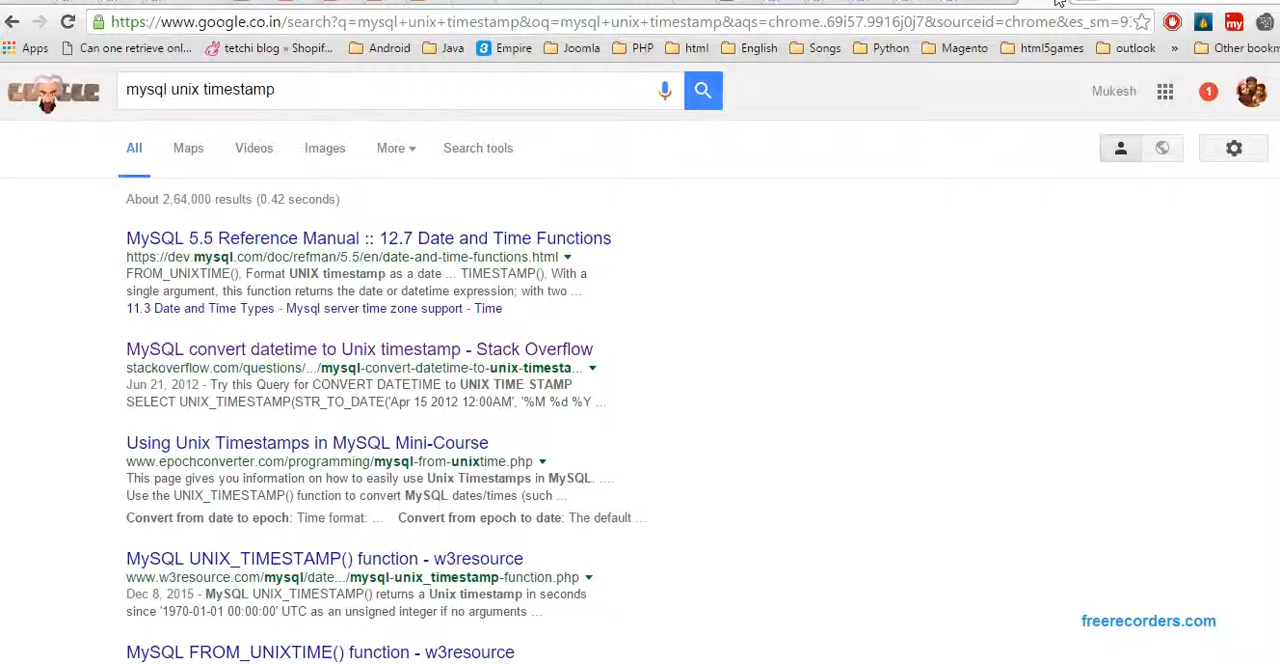 https://www.google.co.in/search?q=mysql+unix+timestamp&oq=mysql+unix+timestamp&aqs=chrome..69i57.9916j0j7&sourceid=chrome&es_sm=9
my
Apps Can one retrieve onl... tetchi blog » Shopif... Android Java Empire Joomla PHP html English Songs Python Magento html5games outlook » Other bookm
mysql unix timestamp
Mukesh
1
All Maps Videos Images More Search tools
About 2,64,000 results (0.42 seconds)
MySQL 5.5 Reference Manual :: 12.7 Date and Time Functions
https://dev.mysql.com/doc/refman/5.5/en/date-and-time-functions.html
FROM_UNIXTIME(), Format UNIX timestamp as a date ... TIMESTAMP(), With a
single argument, this function returns the date or datetime expression; with two ...
11.3 Date and Time Types - Mysql server time zone support - Time
MySQL convert datetime to Unix timestamp - Stack Overflow
stackoverflow.com/questions/.../mysql-convert-datetime-to-unix-timesta...
Jun 21, 2012 - Try this Query for CONVERT DATETIME to UNIX TIME STAMP
SELECT UNIX_TIMESTAMP(STR_TO_DATE('Apr 15 2012 12:00AM', '%M %d %Y ...
Using Unix Timestamps in MySQL Mini-Course
www.epochconverter.com/programming/mysql-from-unixtime.php
This page gives you information on how to easily use Unix Timestamps in MySQL. ....
Use the UNIX_TIMESTAMP() function to convert MySQL dates/times (such ...
Convert from date to epoch: Time format: ... Convert from epoch to date: The default ...
MySQL UNIX_TIMESTAMP() function - w3resource
www.w3resource.com/mysql/date.../mysql-unix_timestamp-function.php
Dec 8, 2015 - MySQL UNIX_TIMESTAMP() returns a Unix timestamp in seconds
since '1970-01-01 00:00:00' UTC as an unsigned integer if no arguments ...
freerecorders.com
MySQL FROM_UNIXTIME() function - w3resource